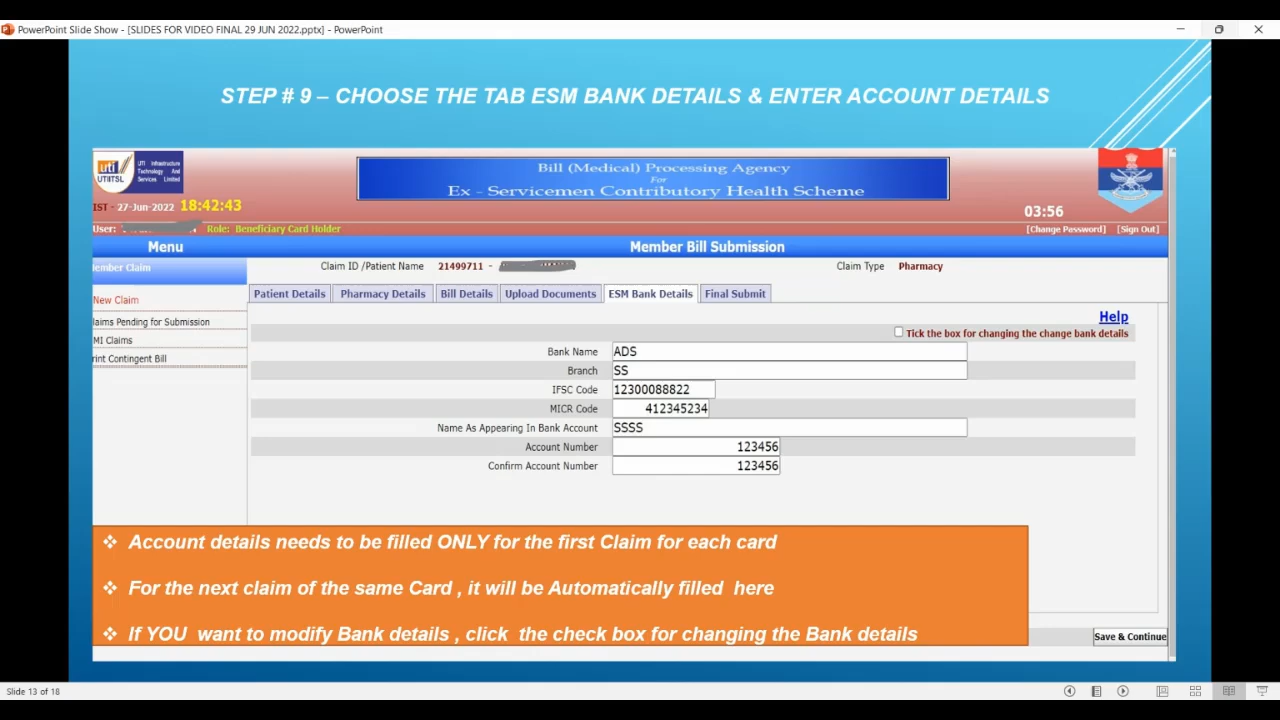 PowerPoint Slide Show - [SLIDES FOR VIDEO FINAL 29 JUN 2022.pptx] - PowerPoint
STEP # 9 – CHOOSE THE TAB ESM BANK DETAILS & ENTER ACCOUNT DETAILS
uti
UTIITSL
UTI Infrastructure
Technology And
Services Limited
Bill (Medical) Processing Agency
For
Ex - Servicemen Contributory Health Scheme
IST - 27-Jun-2022 18:42:43
03:56
User:
Role: Beneficiary Card Holder
[Change Password] [Sign Out]
Menu
Member Bill Submission
ember Claim
Claim ID /Patient Name 21499711 -
Claim Type Pharmacy
Patient Details Pharmacy Details Bill Details Upload Documents ESM Bank Details Final Submit
New Claim
laims Pending for Submission
MI Claims
rint Contingent Bill
Help
Tick the box for changing the change bank details
Bank Name ADS
Branch SS
IFSC Code 12300088822
MICR Code 412345234
Name As Appearing In Bank Account SSSS
Account Number 123456
Confirm Account Number 123456
❖ Account details needs to be filled ONLY for the first Claim for each card
❖ For the next claim of the same Card , it will be Automatically filled here
❖ If YOU want to modify Bank details , click the check box for changing the Bank details
Save & Continue
Slide 13 of 18